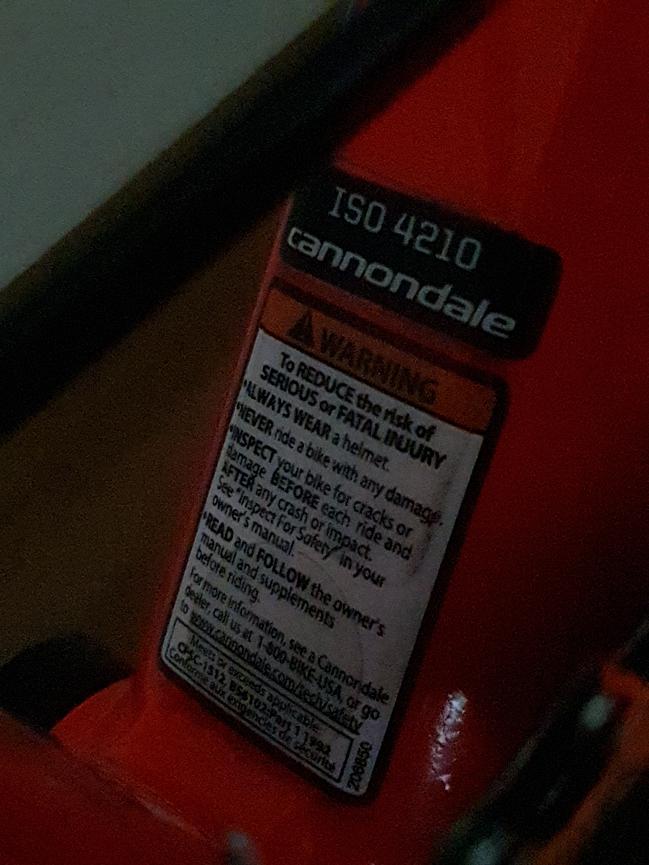 ISO 4210
cannondale
WARNING
To REDUCE the risk of
SERIOUS or FATAL INJURY
*ALWAYS WEAR a helmet.
*NEVER ride a bike with any damage.
*INSPECT your bike for cracks or
damage BEFORE each ride and
AFTER any crash or impact.
See "Inspect For Safety" in your
owner's manual.
*READ and FOLLOW the owner's
manual and supplements
before riding.
For more information, see a Cannondale
dealer, call us at 1-800-BIKE-USA, or go
to www.cannondale.com/tech/safety
Meets or exceeds applicable:
CPSC-1512, BS6102:Part 1 1992,
Conforme aux exigencies de sécurité